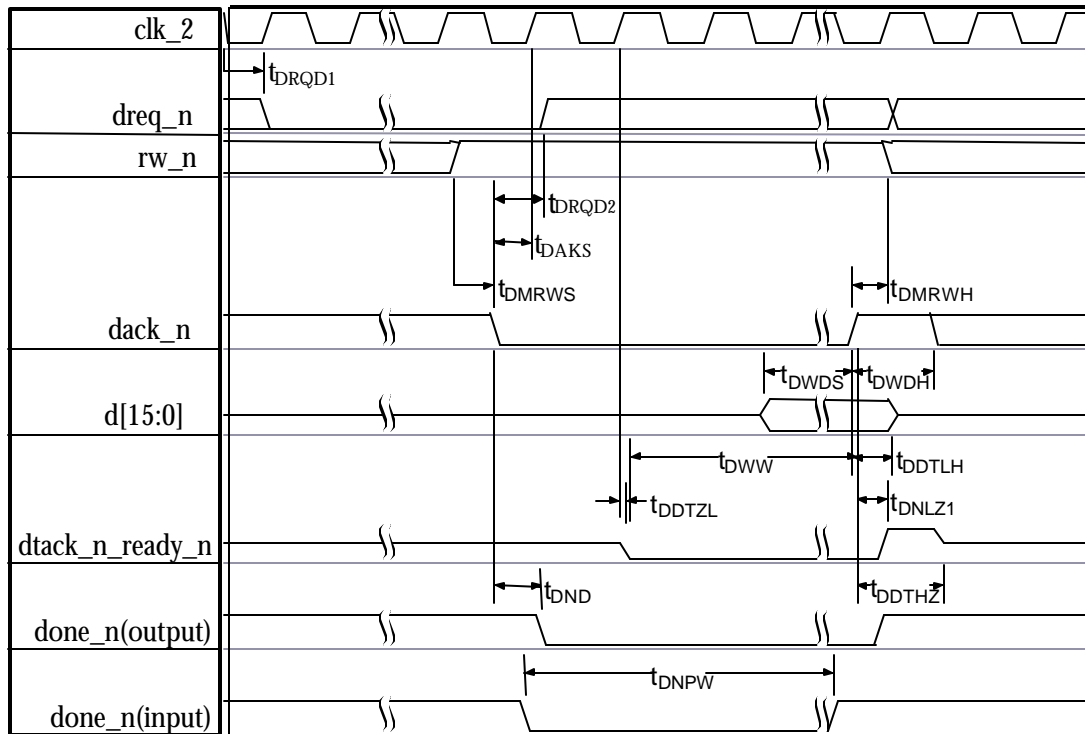 clk_2
tDRQD1
dreq_n
rw_n
tDRQD2
tDAKS
tDMRWS
tDMRWH
dack_n
tDWDS
tDWDH
d[15:0]
tDWW
tDDTLH
tDDTZL
tDNLZ1
dtack_n_ready_n
tDND
tDDTHZ
done_n(output)
tDNPW
done_n(input)